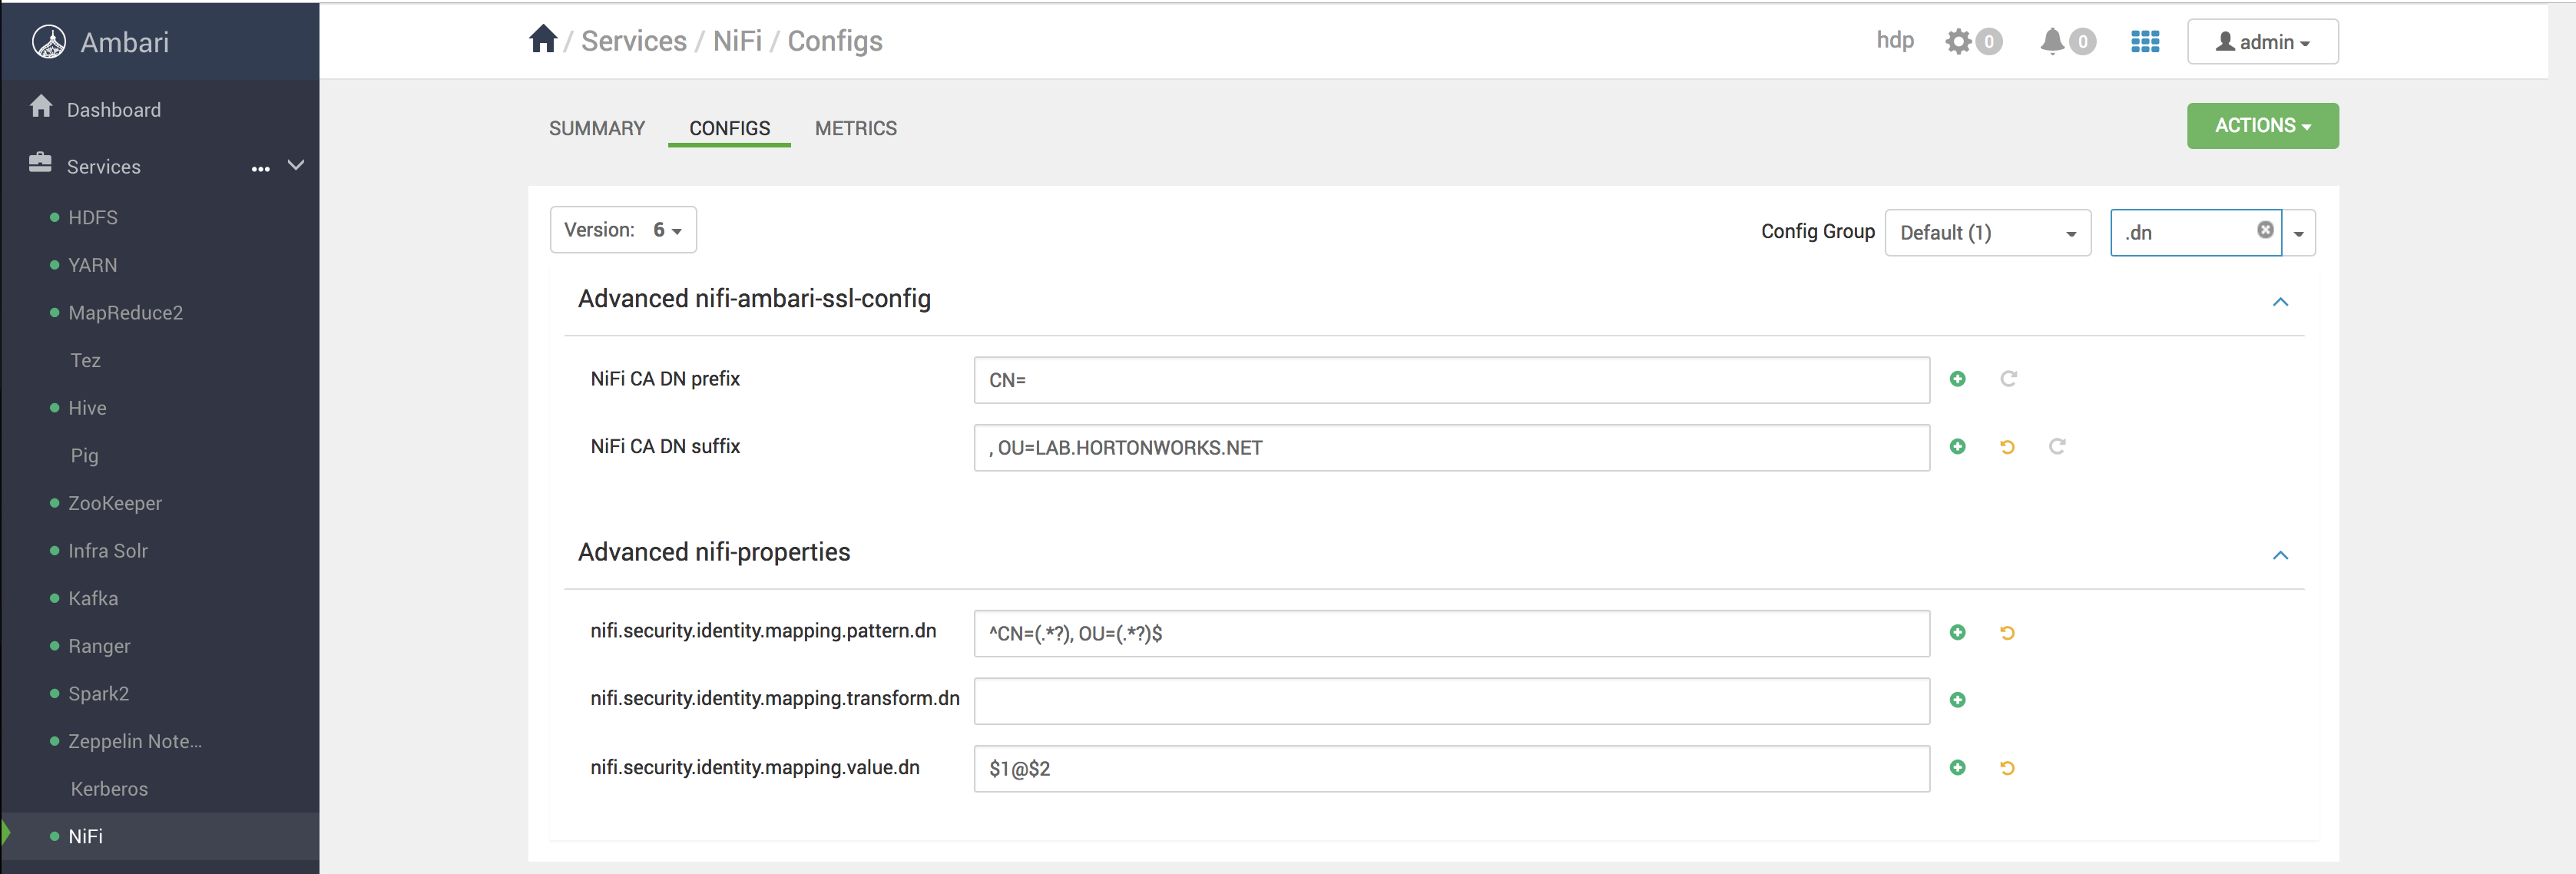 Ambari
/ Services / NiFi / Configs
hdp 0 0 admin
Dashboard
Services ...
HDFS
YARN
MapReduce2
Tez
Hive
Pig
ZooKeeper
Infra Solr
Kafka
Ranger
Spark2
Zeppelin Note...
Kerberos
NiFi
SUMMARY CONFIGS METRICS
ACTIONS
Version: 6
Config Group Default (1) .dn
Advanced nifi-ambari-ssl-config
NiFi CA DN prefix CN=
NiFi CA DN suffix , OU=LAB.HORTONWORKS.NET
Advanced nifi-properties
nifi.security.identity.mapping.pattern.dn ^CN=(.*?), OU=(.*?)$
nifi.security.identity.mapping.transform.dn
nifi.security.identity.mapping.value.dn $1@$2